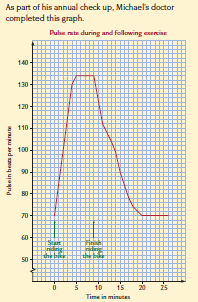 As part of his annual check up, Michael's doctor
completed this graph.
Pulse rate during and following exercise
Pulse in beats per minute
140
130
120
110
100
90
80
70
60
50
Start
riding
the bike
Finish
riding
the bike
0 5 10 15 20 25
Time in minutes